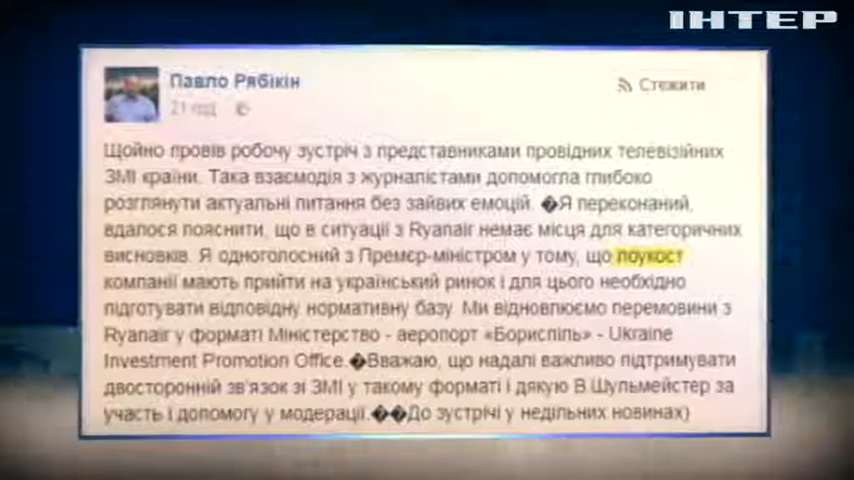 ІНТЕР
Павло Рябікін
Стежити
21 год
Щойно провів робочу зустріч з представниками провідних телевізійних
ЗМІ країни. Така взаємодія з журналістами допомогла глибоко
розглянути актуальні питання без зайвих емоцій. �Я переконаний,
вдалося пояснити, що в ситуації з Ryanair немає місця для категоричних
висновків. Я одноголосний з Премєр-міністром у тому, що лоукост
компанії мають прийти на український ринок і для цього необхідно
підготувати відповідну нормативну базу. Ми відновлюємо перемовини з
Ryanair у форматі Міністерство - аеропорт «Бориспіль» - Ukraine
Investment Promotion Office.�Вважаю, що надалі важливо підтримувати
двосторонній зв'язок зі ЗМІ у такому форматі і дякую В.Шульмейстер за
участь і допомогу у модерації.��До зустрічі у недільних новинах)